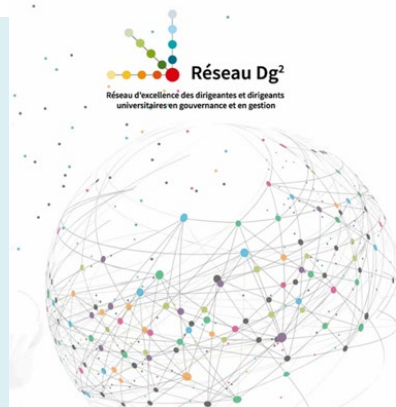 Réseau Dg²
Réseau d'excellence des dirigeantes et dirigeants
universitaires en gouvernance et en gestion